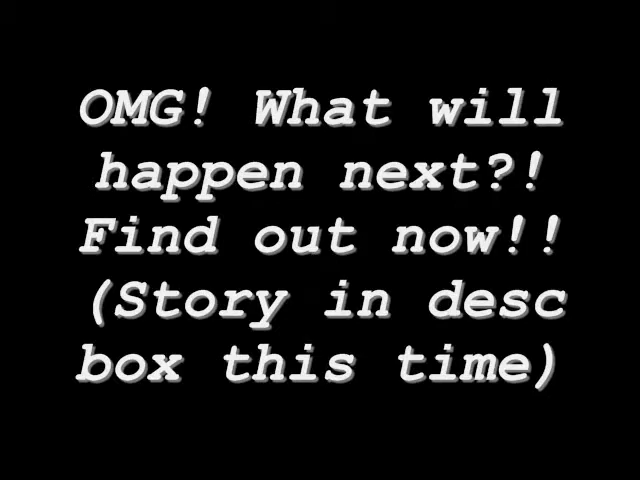 OMG! What will
happen next?!
Find out now!!
(Story in desc
box this time)